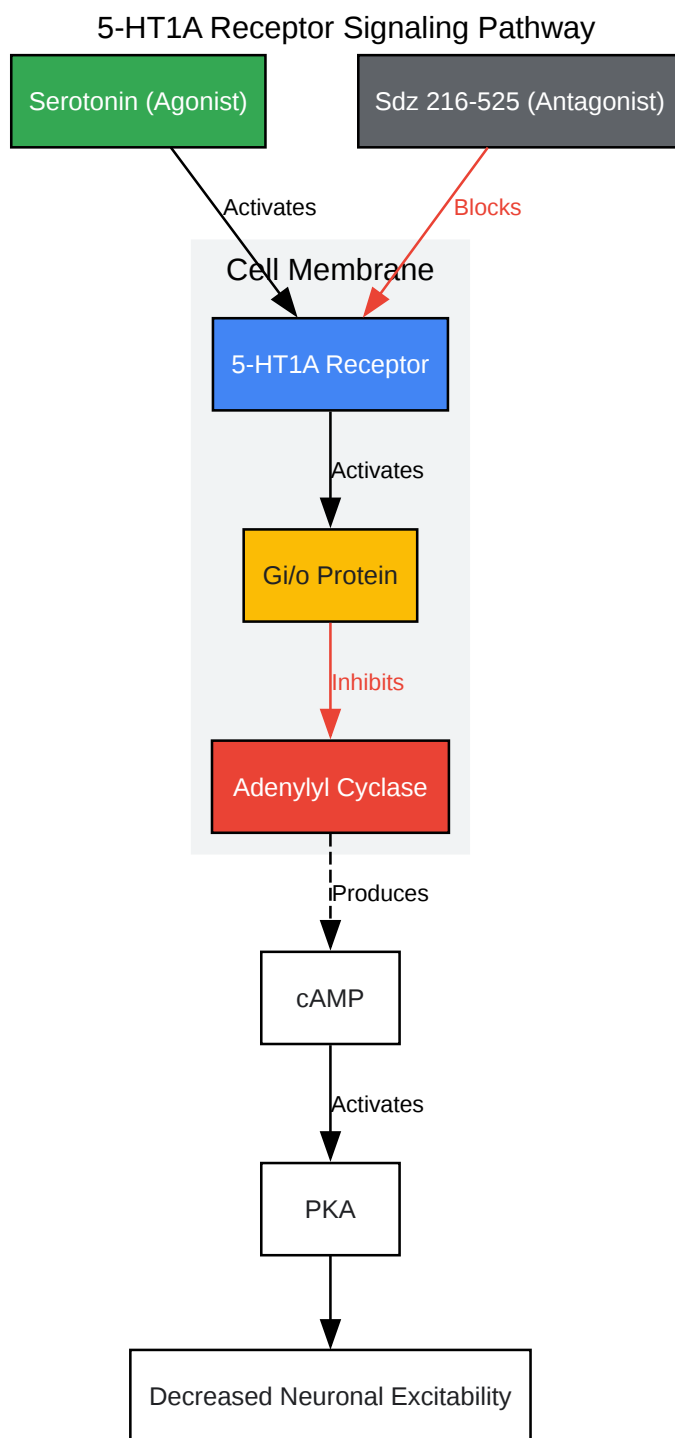 5-HT1A Receptor Signaling Pathway
Serotonin (Agonist)
Sdz 216-525 (Antagonist)
Activates
Blocks
Cell Membrane
5-HT1A Receptor
Activates
Gi/o Protein
Inhibits
Adenylyl Cyclase
Produces
cAMP
Activates
PKA
Decreased Neuronal Excitability